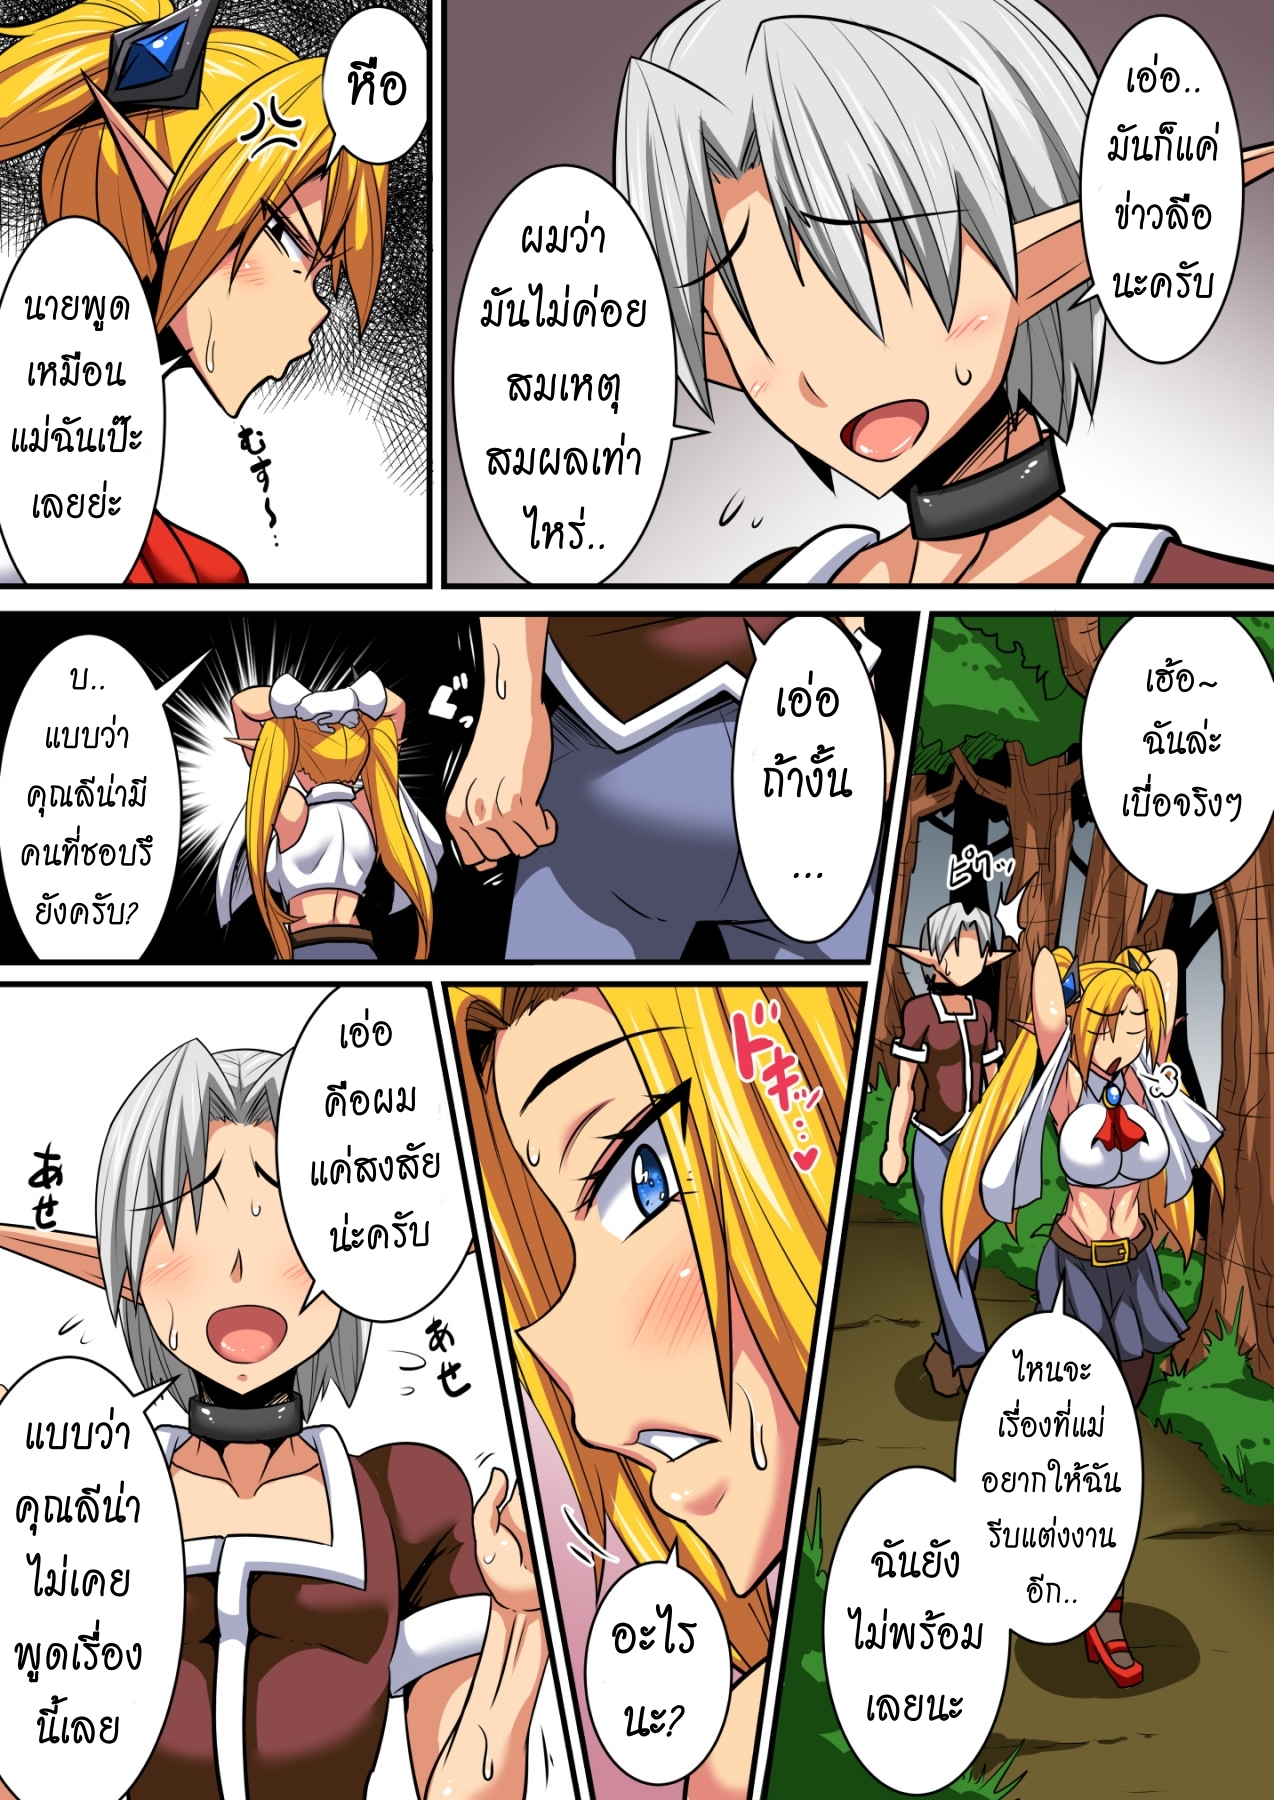 เอ่อ..
มันก็แค่
ข่าวลือ
นะครับ
ผมว่า
มันไม่ค่อย
สมเหตุ
สมผลเท่า
ไหร่..
หือ
นายพูด
เหมือน
แม่ฉันเป๊ะ
เลยย่ะ
むす〜…
เฮ้อ~
ฉันล่ะ
เบื่อจริงๆ
ピクッ
ไหนจะ
เรื่องที่แม่
อยากให้ฉัน
รีบแต่งงาน
อีก..
ฉันยัง
ไม่พร้อม
เลยนะ
เอ่อ
ถ้างั้น
...
ビッ
บ..
แบบว่า
คุณลีน่ามี
คนที่ชอบรึ
ยังครับ?
ドキッ…♥
อะไร
นะ?
เอ่อ
คือผม
แค่สงสัย
น่ะครับ
あせ
あせ
แบบว่า
คุณลีน่า
ไม่เคย
พูดเรื่อง
นี้เลย